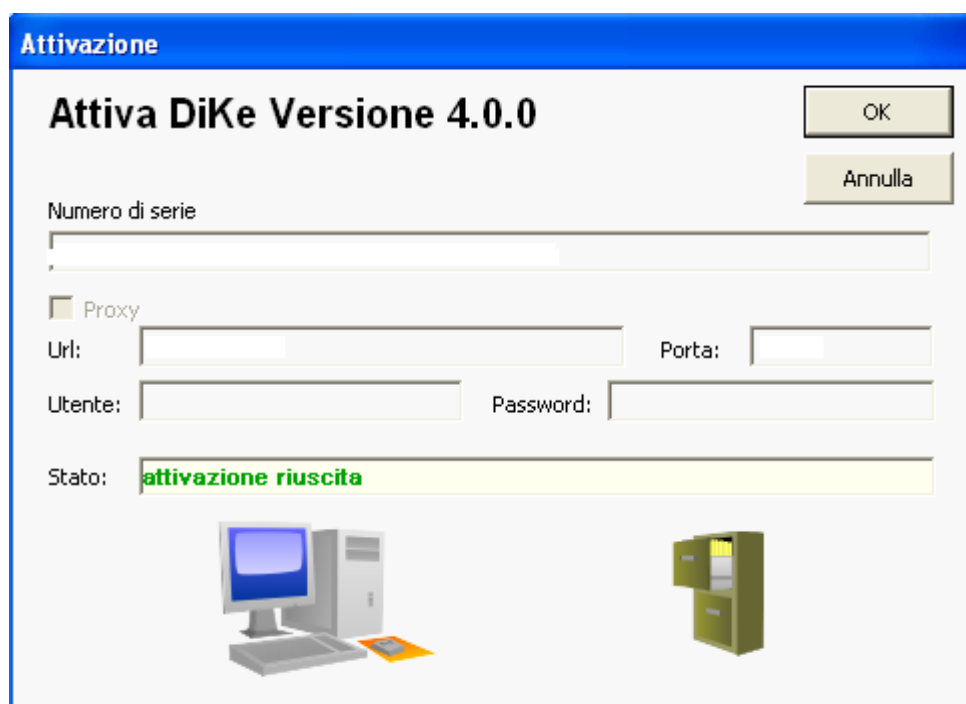 Attivazione
Attiva DiKe Versione 4.0.0
OK
Annulla
Numero di serie
Proxy
Url:
Porta:
Utente:
Password:
Stato:
attivazione riuscita